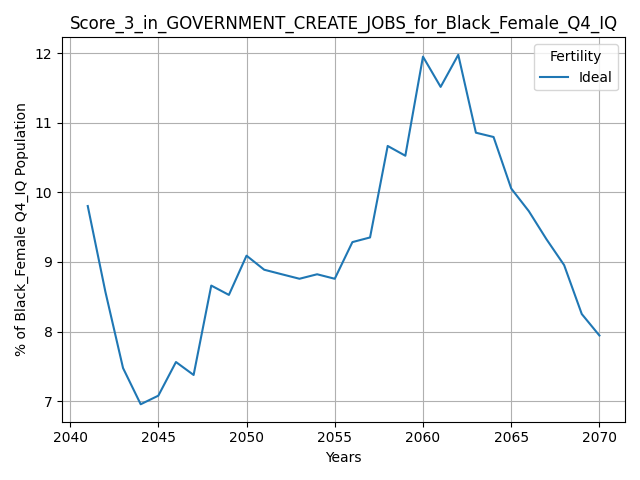 Score_3_in_GOVERNMENT_CREATE_JOBS_for_Black_Female_Q4_IQ
Fertility
Ideal
% of Black_Female Q4_IQ Population
12
11
10
9
8
7
2040 2045 2050 2055 2060 2065 2070
Years